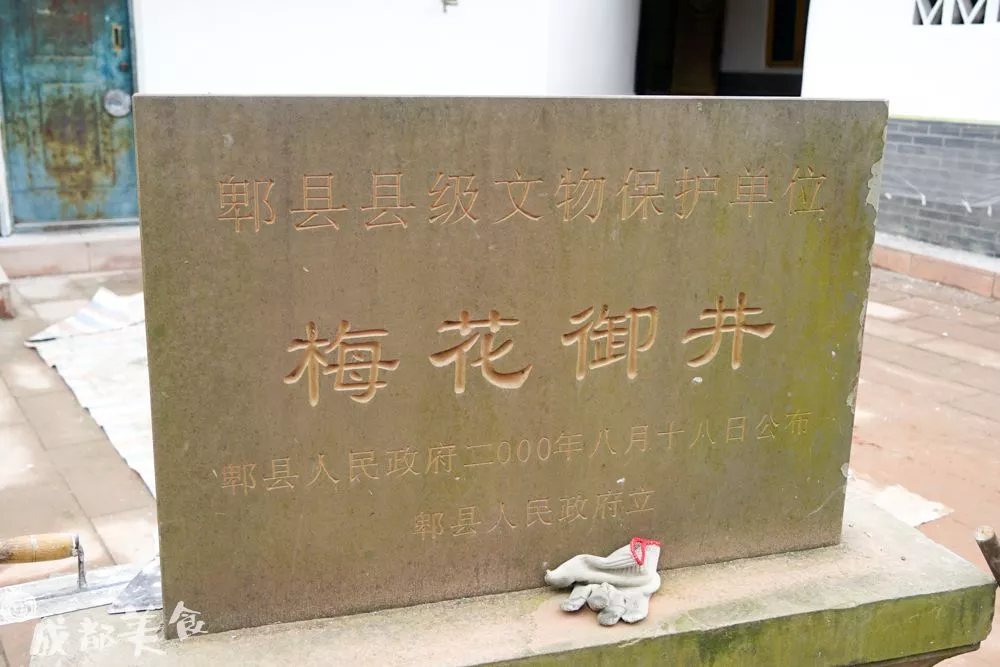 郫县县级文物保护单位
梅花御井
郫县人民政府二000年八月十八日公布
郫县人民政府立
成都美食